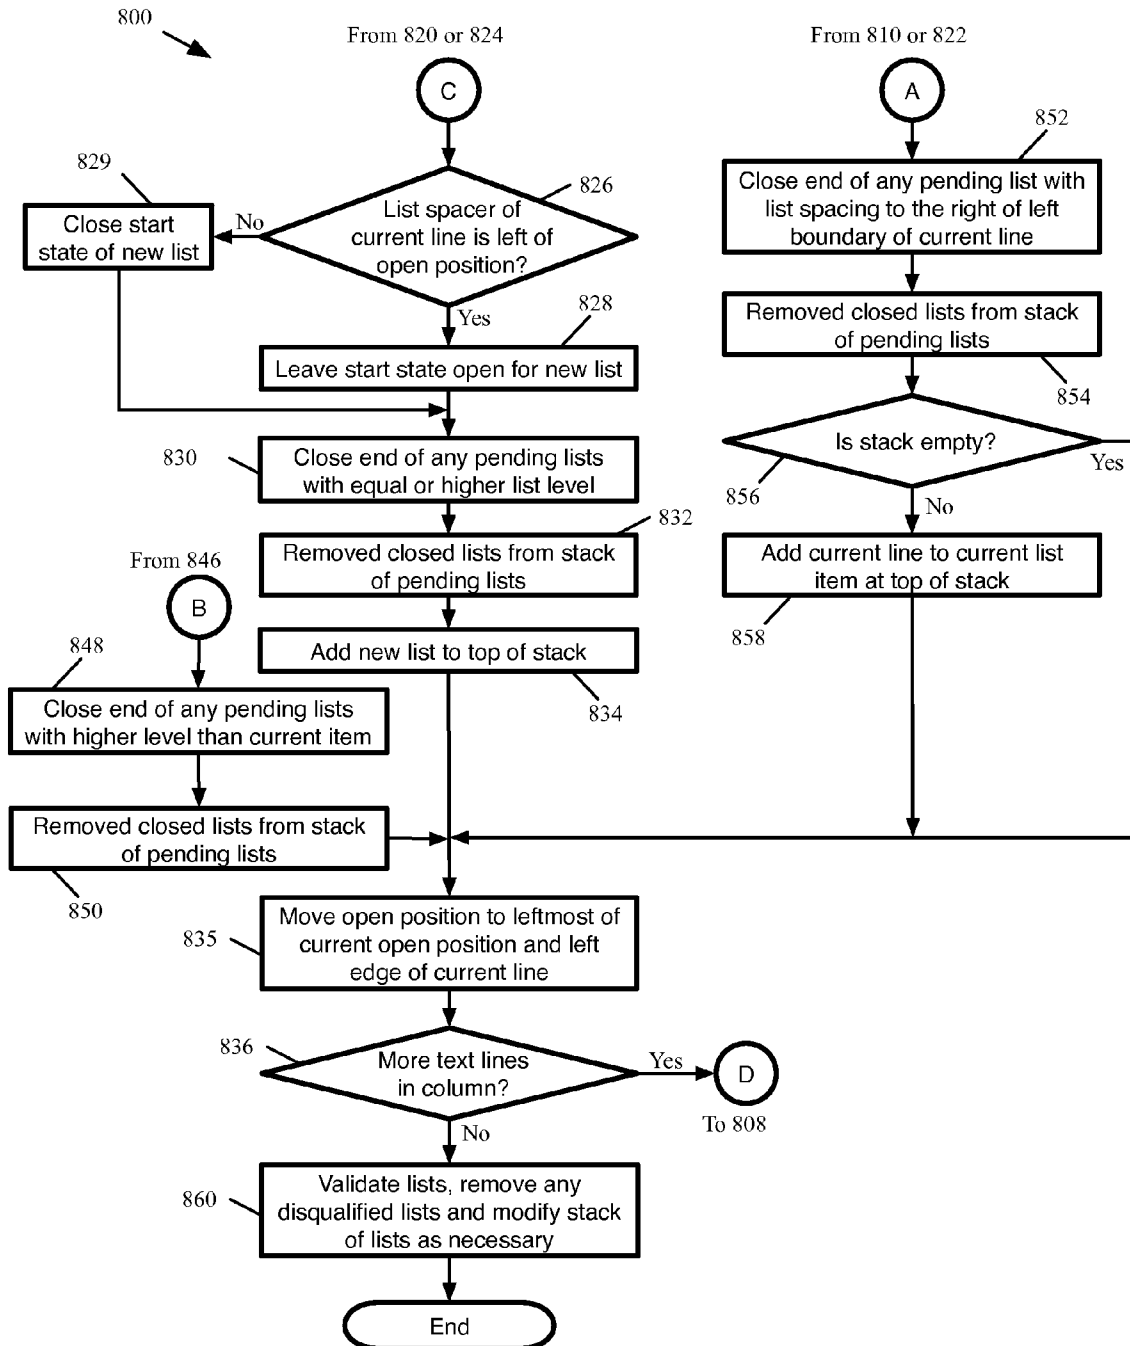 800
From 820 or 824
C
829
Close start
state of new list
No
826
List spacer of
current line is left of
open position?
Yes
828
Leave start state open for new list
830
Close end of any pending lists
with equal or higher list level
832
Removed closed lists from stack
of pending lists
Add new list to top of stack
834
From 846
B
848
Close end of any pending lists
with higher level than current item
Removed closed lists from stack
of pending lists
850
From 810 or 822
A
852
Close end of any pending list with
list spacing to the right of left
boundary of current line
Removed closed lists from stack
of pending lists
854
Is stack empty?
Yes
856
No
Add current line to current list
item at top of stack
858
835
Move open position to leftmost of
current open position and left
edge of current line
836
More text lines
in column?
Yes
D
To 808
No
860
Validate lists, remove any
disqualified lists and modify stack
of lists as necessary
End